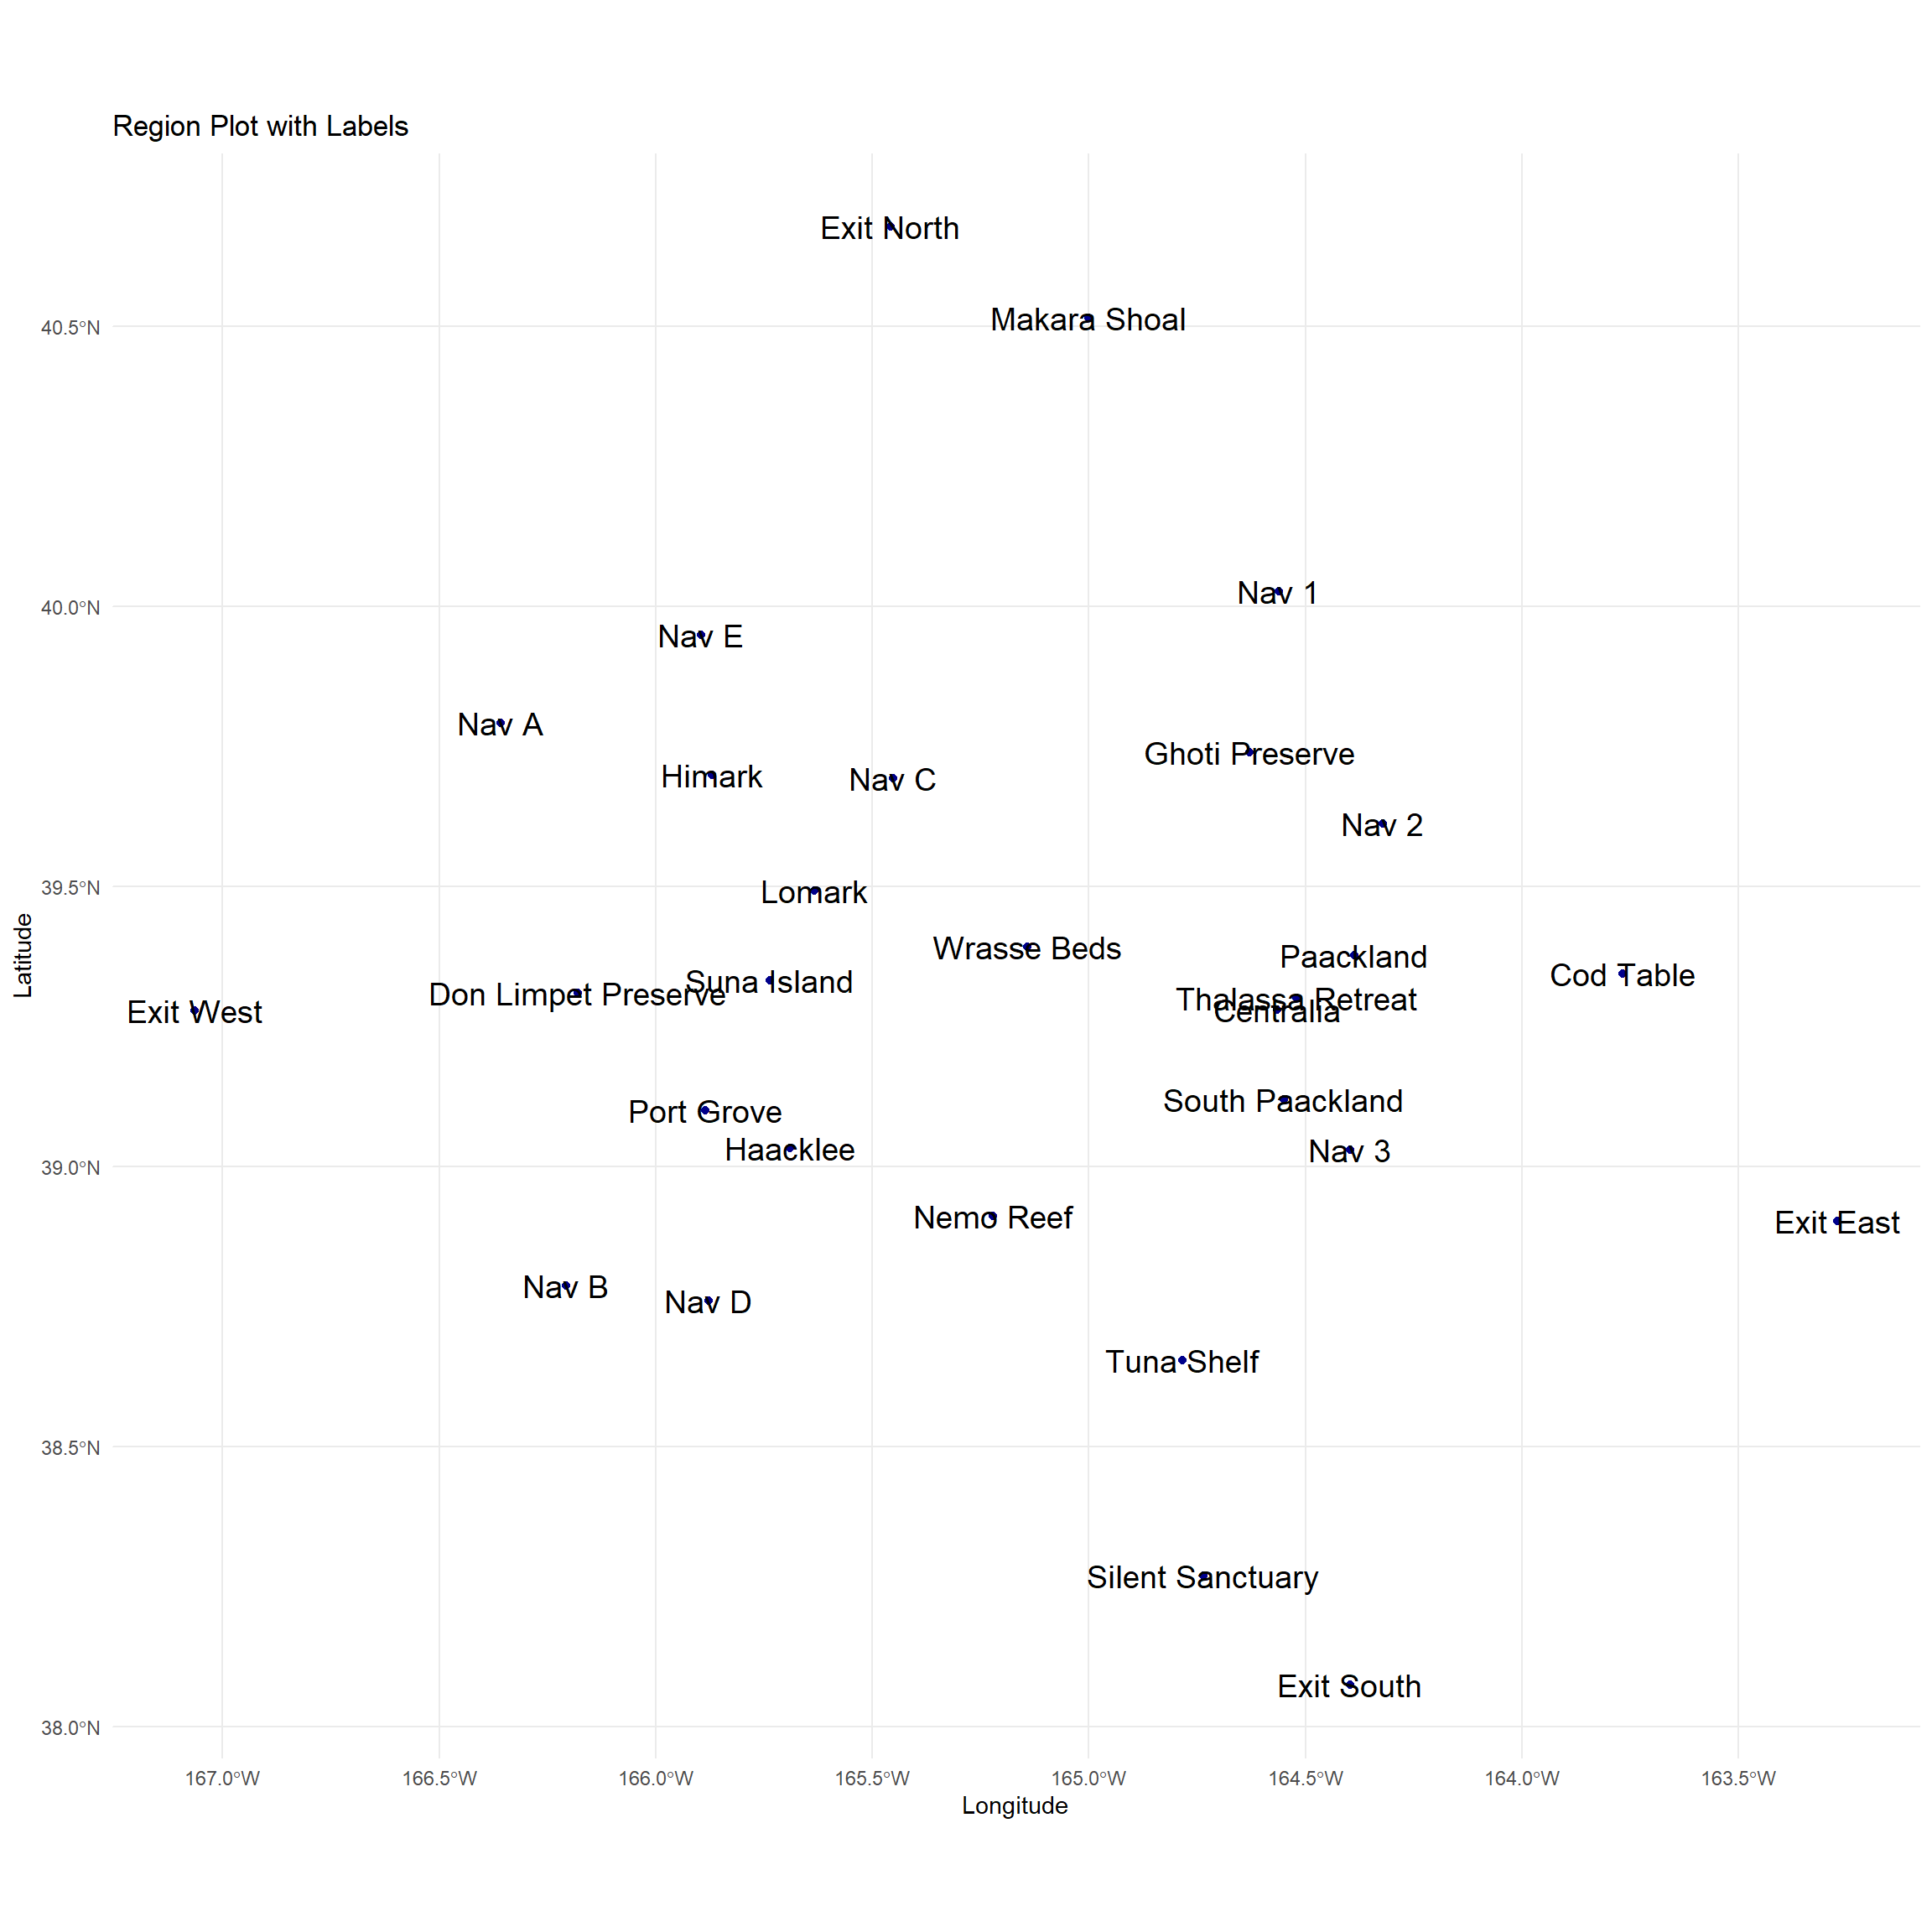 Region Plot with Labels
Exit North
40.5°N
Makara Shoal
Nav 1
40.0°N
Nav E
Nav A
Ghoti Preserve
Himark
Nav C
Nav 2
39.5°N
Lomark
Wrasse Beds
Paackland
Latitude
Cod Table
Suna Island
Don Limpet Preserve
Thalassa Retreat
Exit West
Centralia
South Paackland
Port Grove
Haacklee
Nav 3
39.0°N
Nemo Reef
Exit East
Nav B
Nav D
Tuna Shelf
38.5°N
Silent Sanctuary
Exit South
38.0°N
167.0°W 166.5°W 166.0°W 165.5°W 165.0°W 164.5°W 164.0°W 163.5°W
Longitude